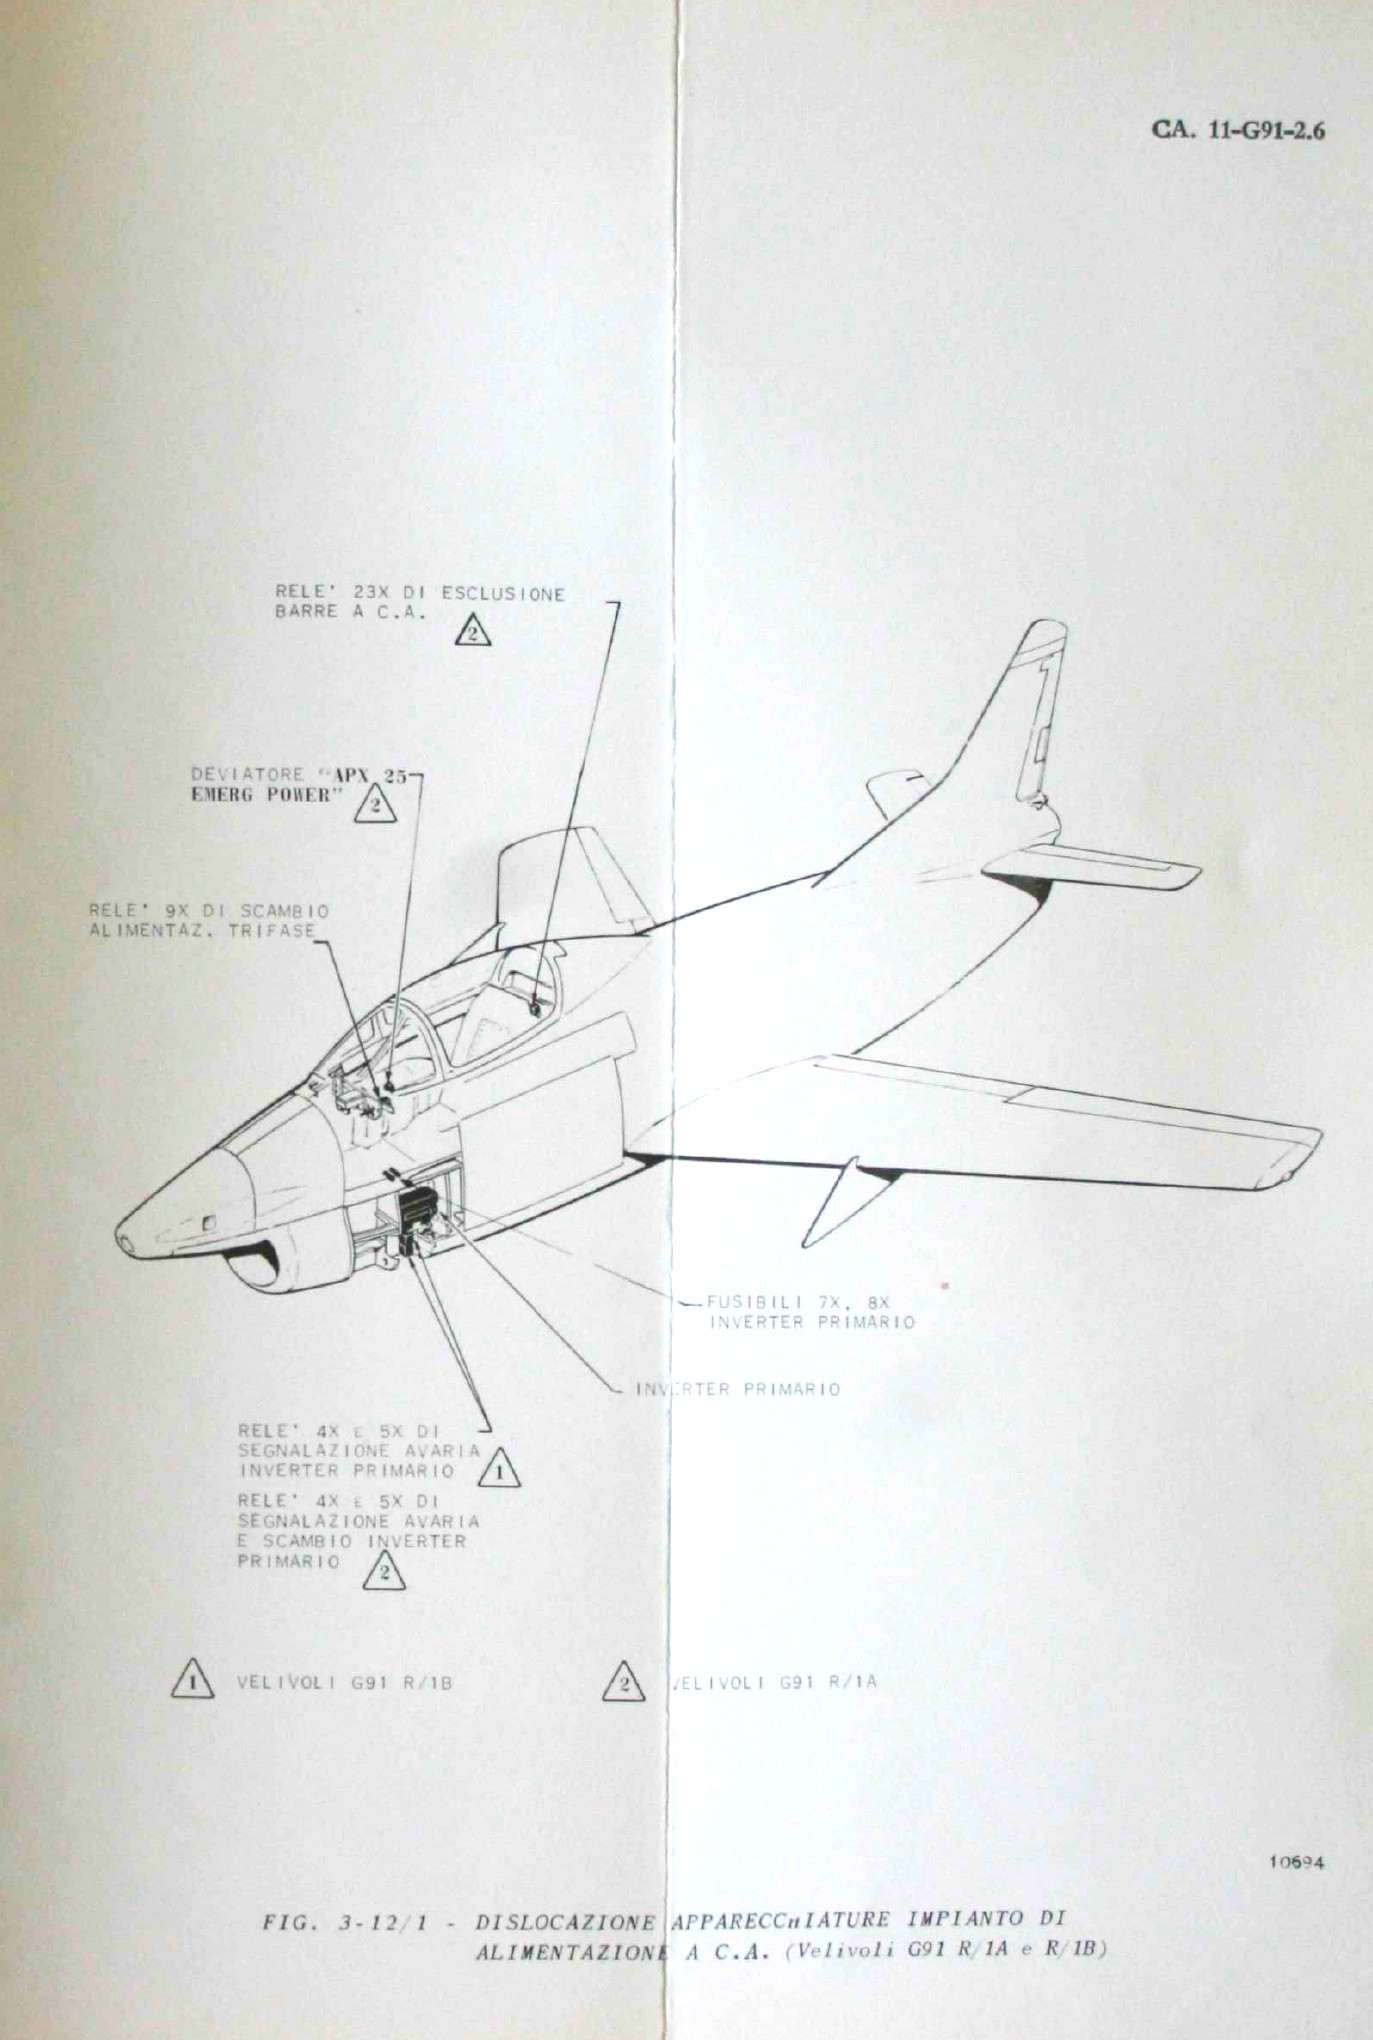 CA. 11-G91-2.6
RELE' 23X DI ESCLUSIONE
BARRE A C.A.
2
DEVIATORE "APX 25
EMERG POWER"
2
RELE' 9X DI SCAMBIO
ALIMENTAZ. TRIFASE
FUSIBILI 7X, 8X
INVERTER PRIMARIO
INVERTER PRIMARIO
RELE' 4X E 5X DI
SEGNALAZIONE AVARIA
INVERTER PRIMARIO
1
RELE' 4X E 5X DI
SEGNALAZIONE AVARIA
E SCAMBIO INVERTER
PRIMARIO
2
1 VELIVOLI G91 R/1B
2 VELIVOLI G91 R/1A
10694
FIG. 3-12/1 - DISLOCAZIONE APPARECCHIATURE IMPIANTO DI
ALIMENTAZIONE A C.A. (Velivoli G91 R/1A e R/1B)